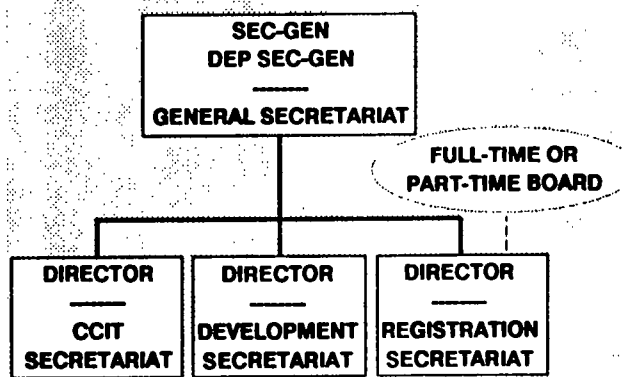 SEC-GEN
DEP SEC-GEN
GENERAL SECRETARIAT
FULL-TIME OR
PART-TIME BOARD
DIRECTOR
CCIT
SECRETARIAT
DIRECTOR
DEVELOPMENT
SECRETARIAT
DIRECTOR
REGISTRATION
SECRETARIAT